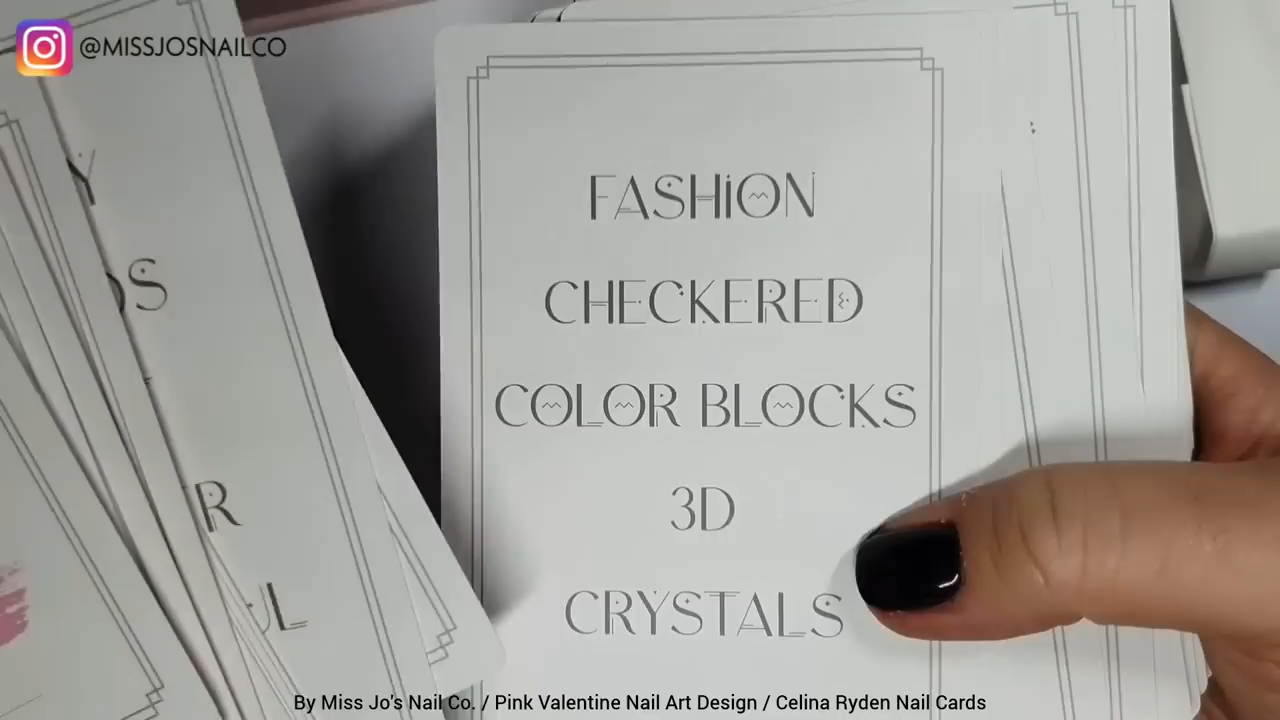 @MISSJOSNAILCO
FASHION
CHECKERED
COLOR BLOCKS
3D
CRYSTALS
By Miss Jo's Nail Co. / Pink Valentine Nail Art Design / Celina Ryden Nail Cards